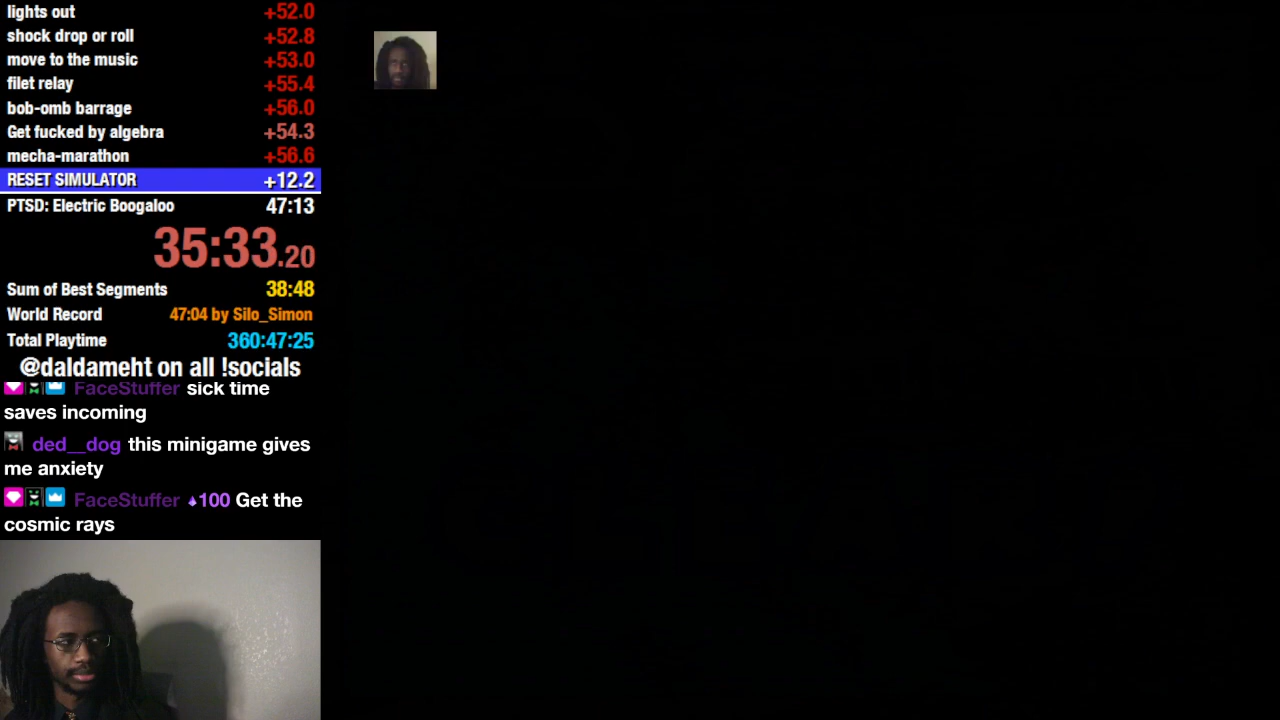 lights out +52.0
shock drop or roll +52.8
move to the music +53.0
filet relay +55.4
bob-omb barrage +56.0
Get fucked by algebra +54.3
mecha-marathon +56.6
RESET SIMULATOR +12.2
PTSD: Electric Boogaloo 47:13
35:33.20
Sum of Best Segments 38:48
World Record 47:04 by Silo_Simon
Total Playtime 360:47:25
@daldameht on all !socials
FaceStuffer sick time
saves incoming
ded__dog this minigame gives
me anxiety
FaceStuffer 100 Get the
cosmic rays